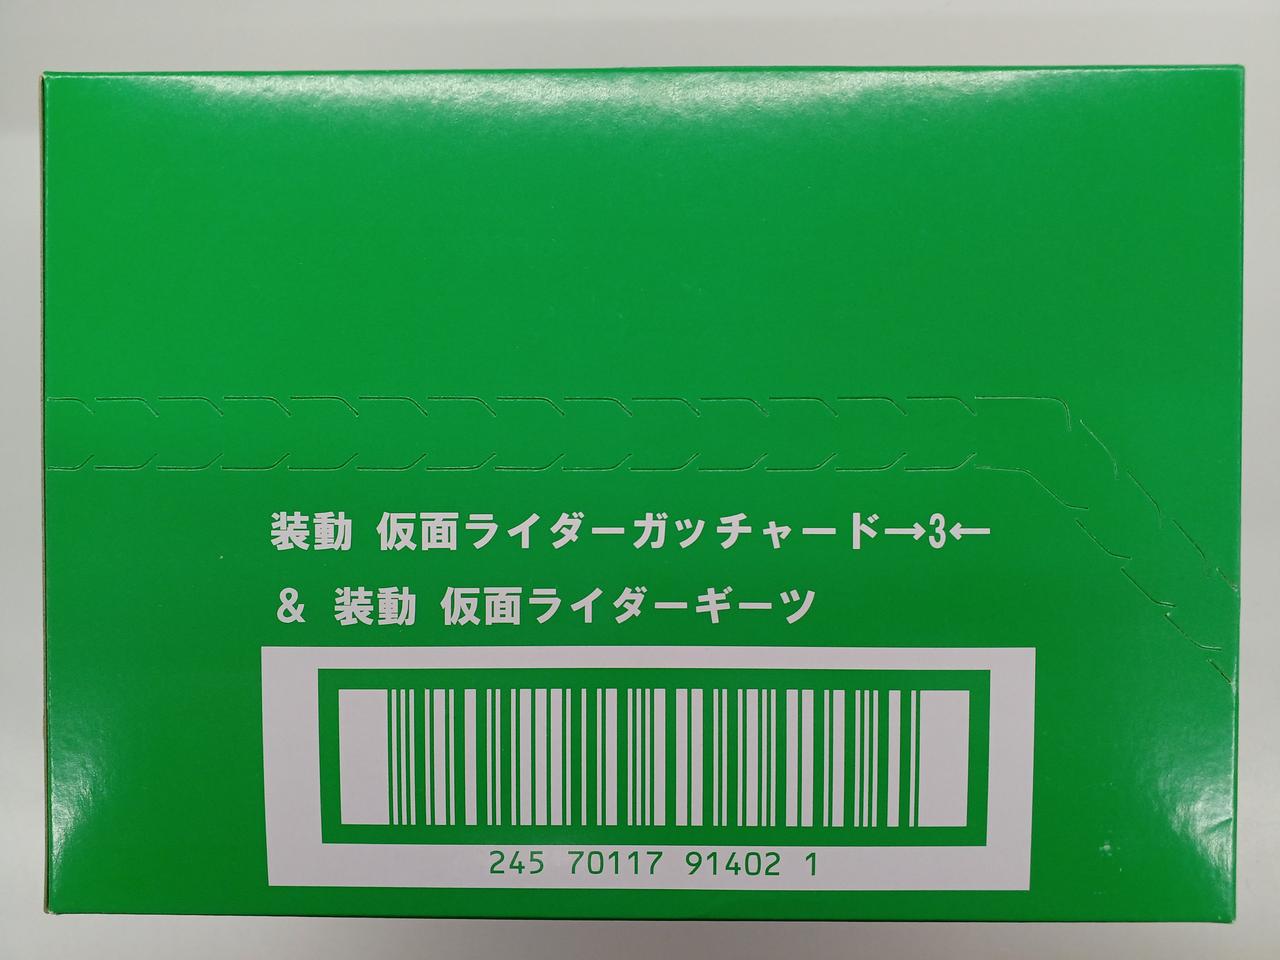 装動 仮面ライダーガッチャード→3←
& 装動 仮面ライダーギーツ
245 70117 91402 1